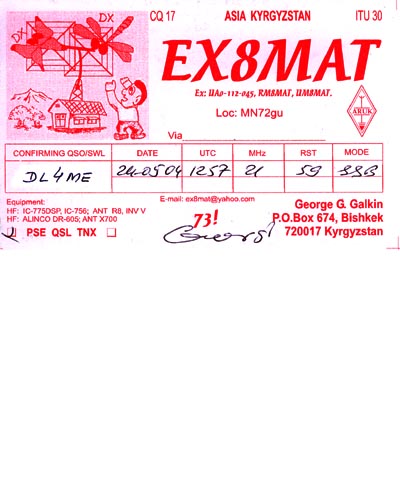 DX
DX
CQ 17
ASIA KYRGYZSTAN
ITU 30
EX8MAT
Ex: UA0-112-045, RM8MAT, UM8MAT.
Loc: MN72gu
ARUK
Via
CONFIRMING QSO/SWL DATE UTC MHz RST MODE
DL4ME 24-05-04 1257 21 59 SSB
E-mail: ex8mat@yahoo.com
Equipment:
HF: IC-775DSP, IC-756; ANT R8, INV V
HF: ALINCO DR-605; ANT X700
PSE QSL TNX
73!
George
George G. Galkin
P.O.Box 674, Bishkek
720017 Kyrgyzstan